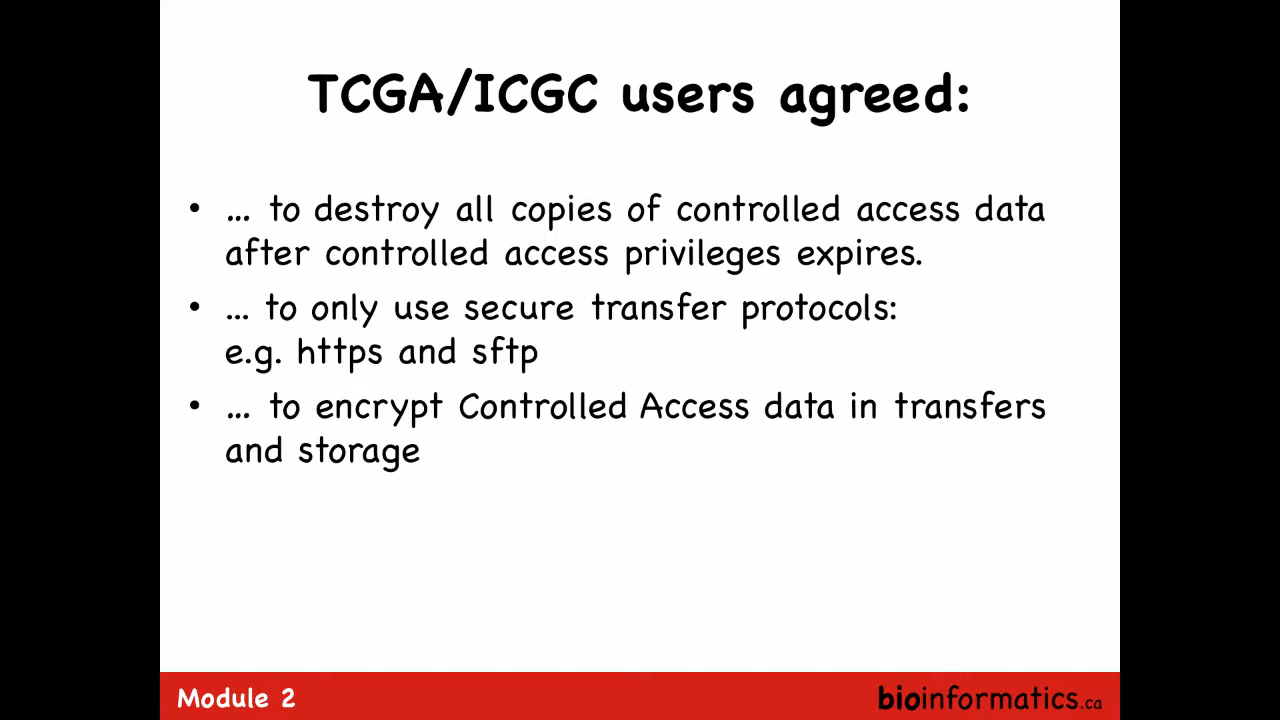 TCGA/ICGC users agreed:
• ... to destroy all copies of controlled access data
after controlled access privileges expires.
• ... to only use secure transfer protocols:
e.g. https and sftp
• ... to encrypt Controlled Access data in transfers
and storage
Module 2
bioinformatics.ca